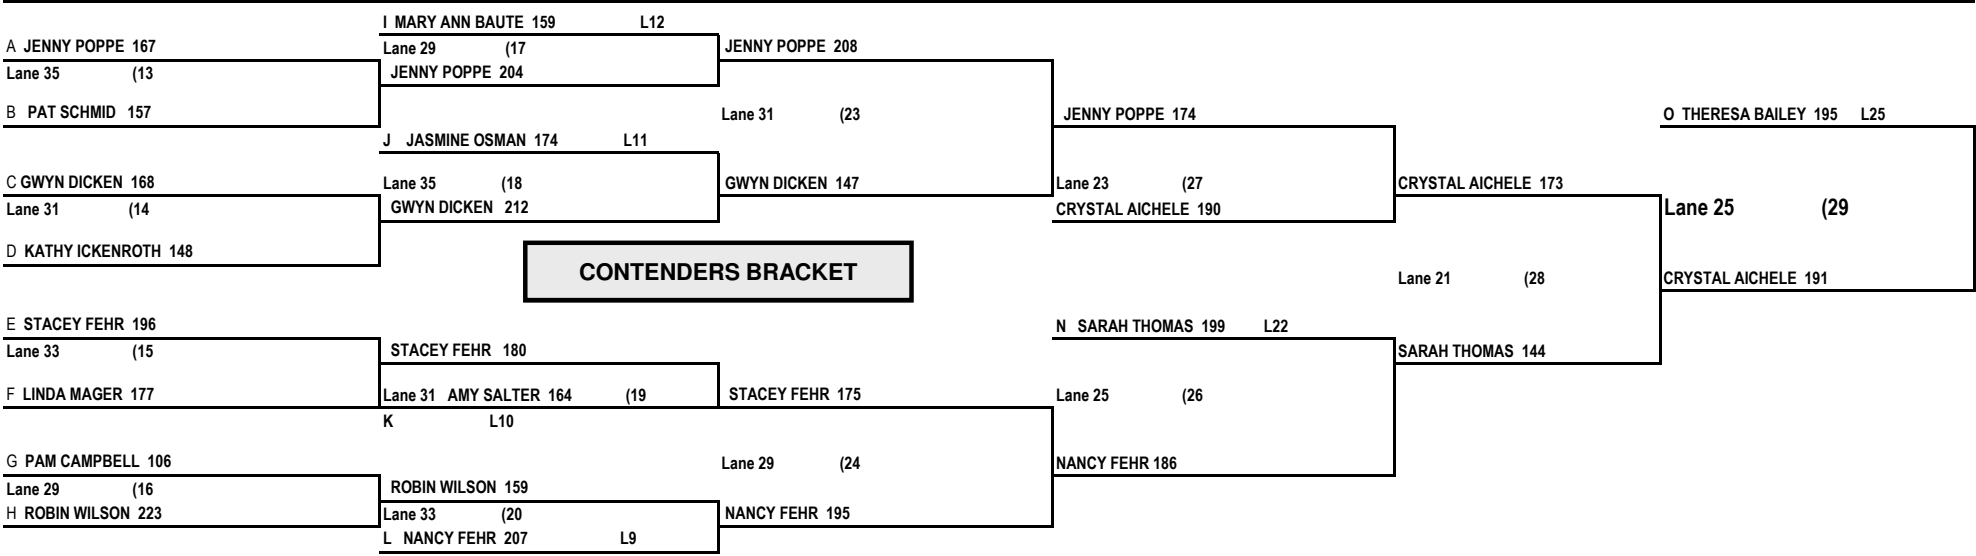 I MARY ANN BAUTE 159 L12
A JENNY POPPE 167
Lane 29 (17
JENNY POPPE 208
Lane 35 (13
JENNY POPPE 204
B PAT SCHMID 157
Lane 31 (23
JENNY POPPE 174
O THERESA BAILEY 195 L25
J JASMINE OSMAN 174 L11
C GWYN DICKEN 168
Lane 35 (18
GWYN DICKEN 147
Lane 23 (27
CRYSTAL AICHELE 173
Lane 31 (14
GWYN DICKEN 212
CRYSTAL AICHELE 190
Lane 25 (29
D KATHY ICKENROTH 148
CONTENDERS BRACKET
Lane 21 (28
CRYSTAL AICHELE 191
E STACEY FEHR 196
N SARAH THOMAS 199 L22
Lane 33 (15
STACEY FEHR 180
SARAH THOMAS 144
F LINDA MAGER 177
Lane 31 AMY SALTER 164 (19
STACEY FEHR 175
Lane 25 (26
K L10
G PAM CAMPBELL 106
Lane 29 (24
NANCY FEHR 186
Lane 29 (16
ROBIN WILSON 159
H ROBIN WILSON 223
Lane 33 (20
NANCY FEHR 195
L NANCY FEHR 207 L9